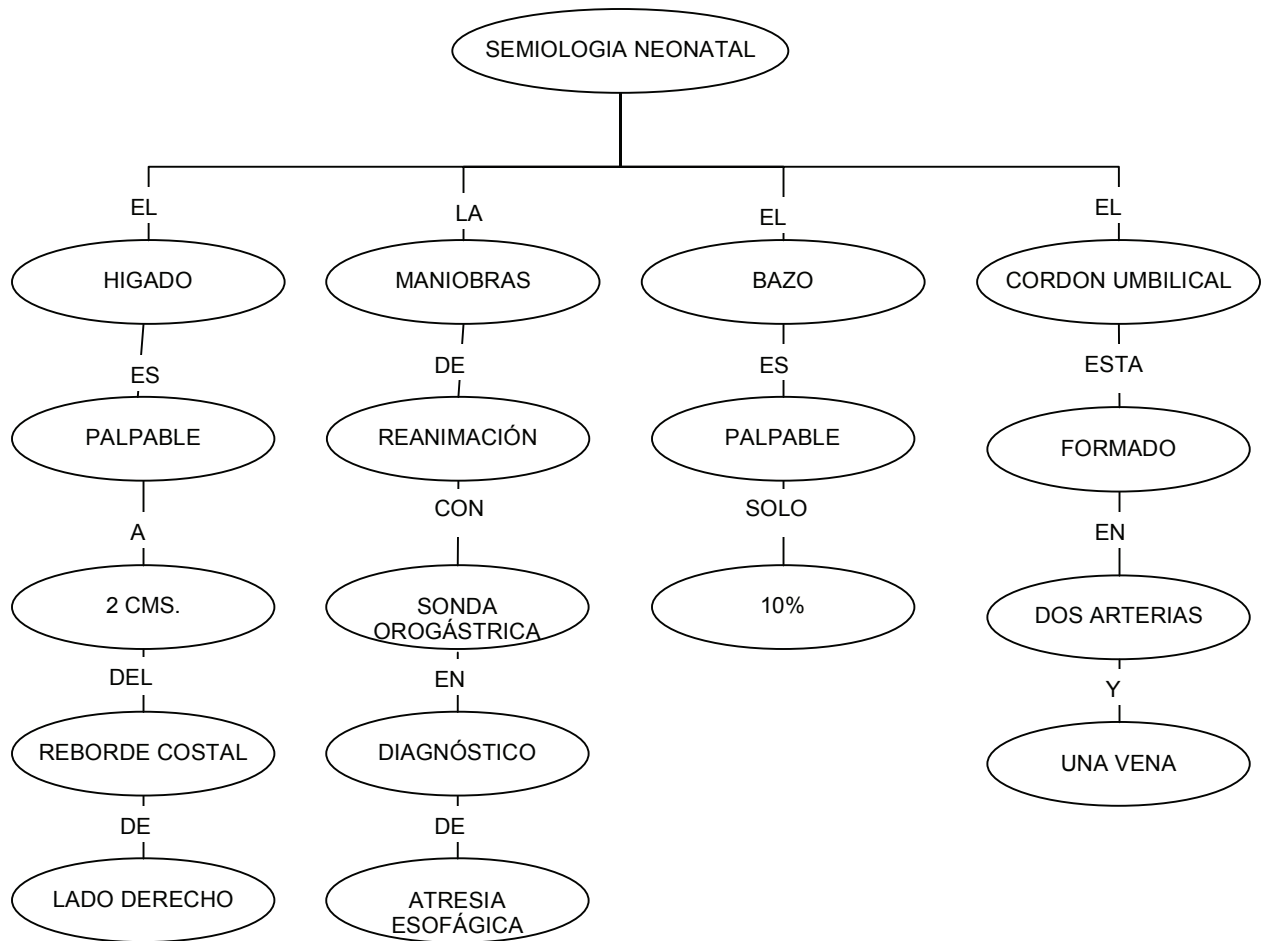 SEMIOLOGIA NEONATAL
EL
HIGADO
ES
PALPABLE
A
2 CMS.
DEL
REBORDE COSTAL
DE
LADO DERECHO
LA
MANIOBRAS
DE
REANIMACIÓN
CON
SONDA
OROGÁSTRICA
EN
DIAGNÓSTICO
DE
ATRESIA
ESOFÁGICA
EL
BAZO
ES
PALPABLE
SOLO
10%
EL
CORDON UMBILICAL
ESTA
FORMADO
EN
DOS ARTERIAS
Y
UNA VENA